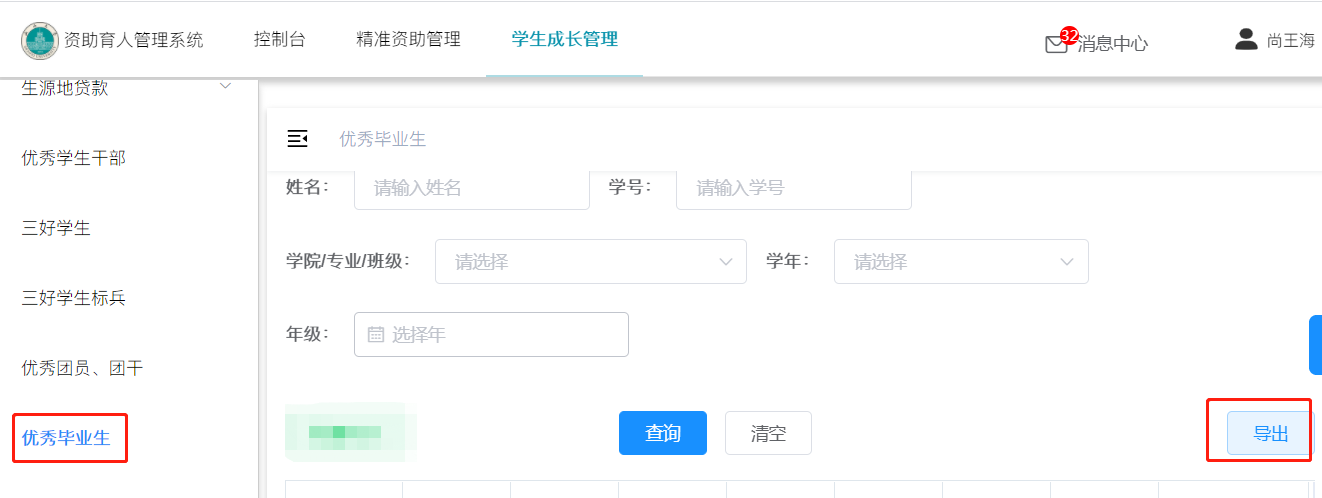 资助育人管理系统 控制台 精准资助管理 学生成长管理 32 消息中心 尚王海
生源地贷款
优秀学生干部
三好学生
三好学生标兵
优秀团员、团干
优秀毕业生
优秀毕业生
姓名： 请输入姓名 学号： 请输入学号
学院/专业/班级： 请选择 学年： 请选择
年级： 选择年
查询 清空 导出